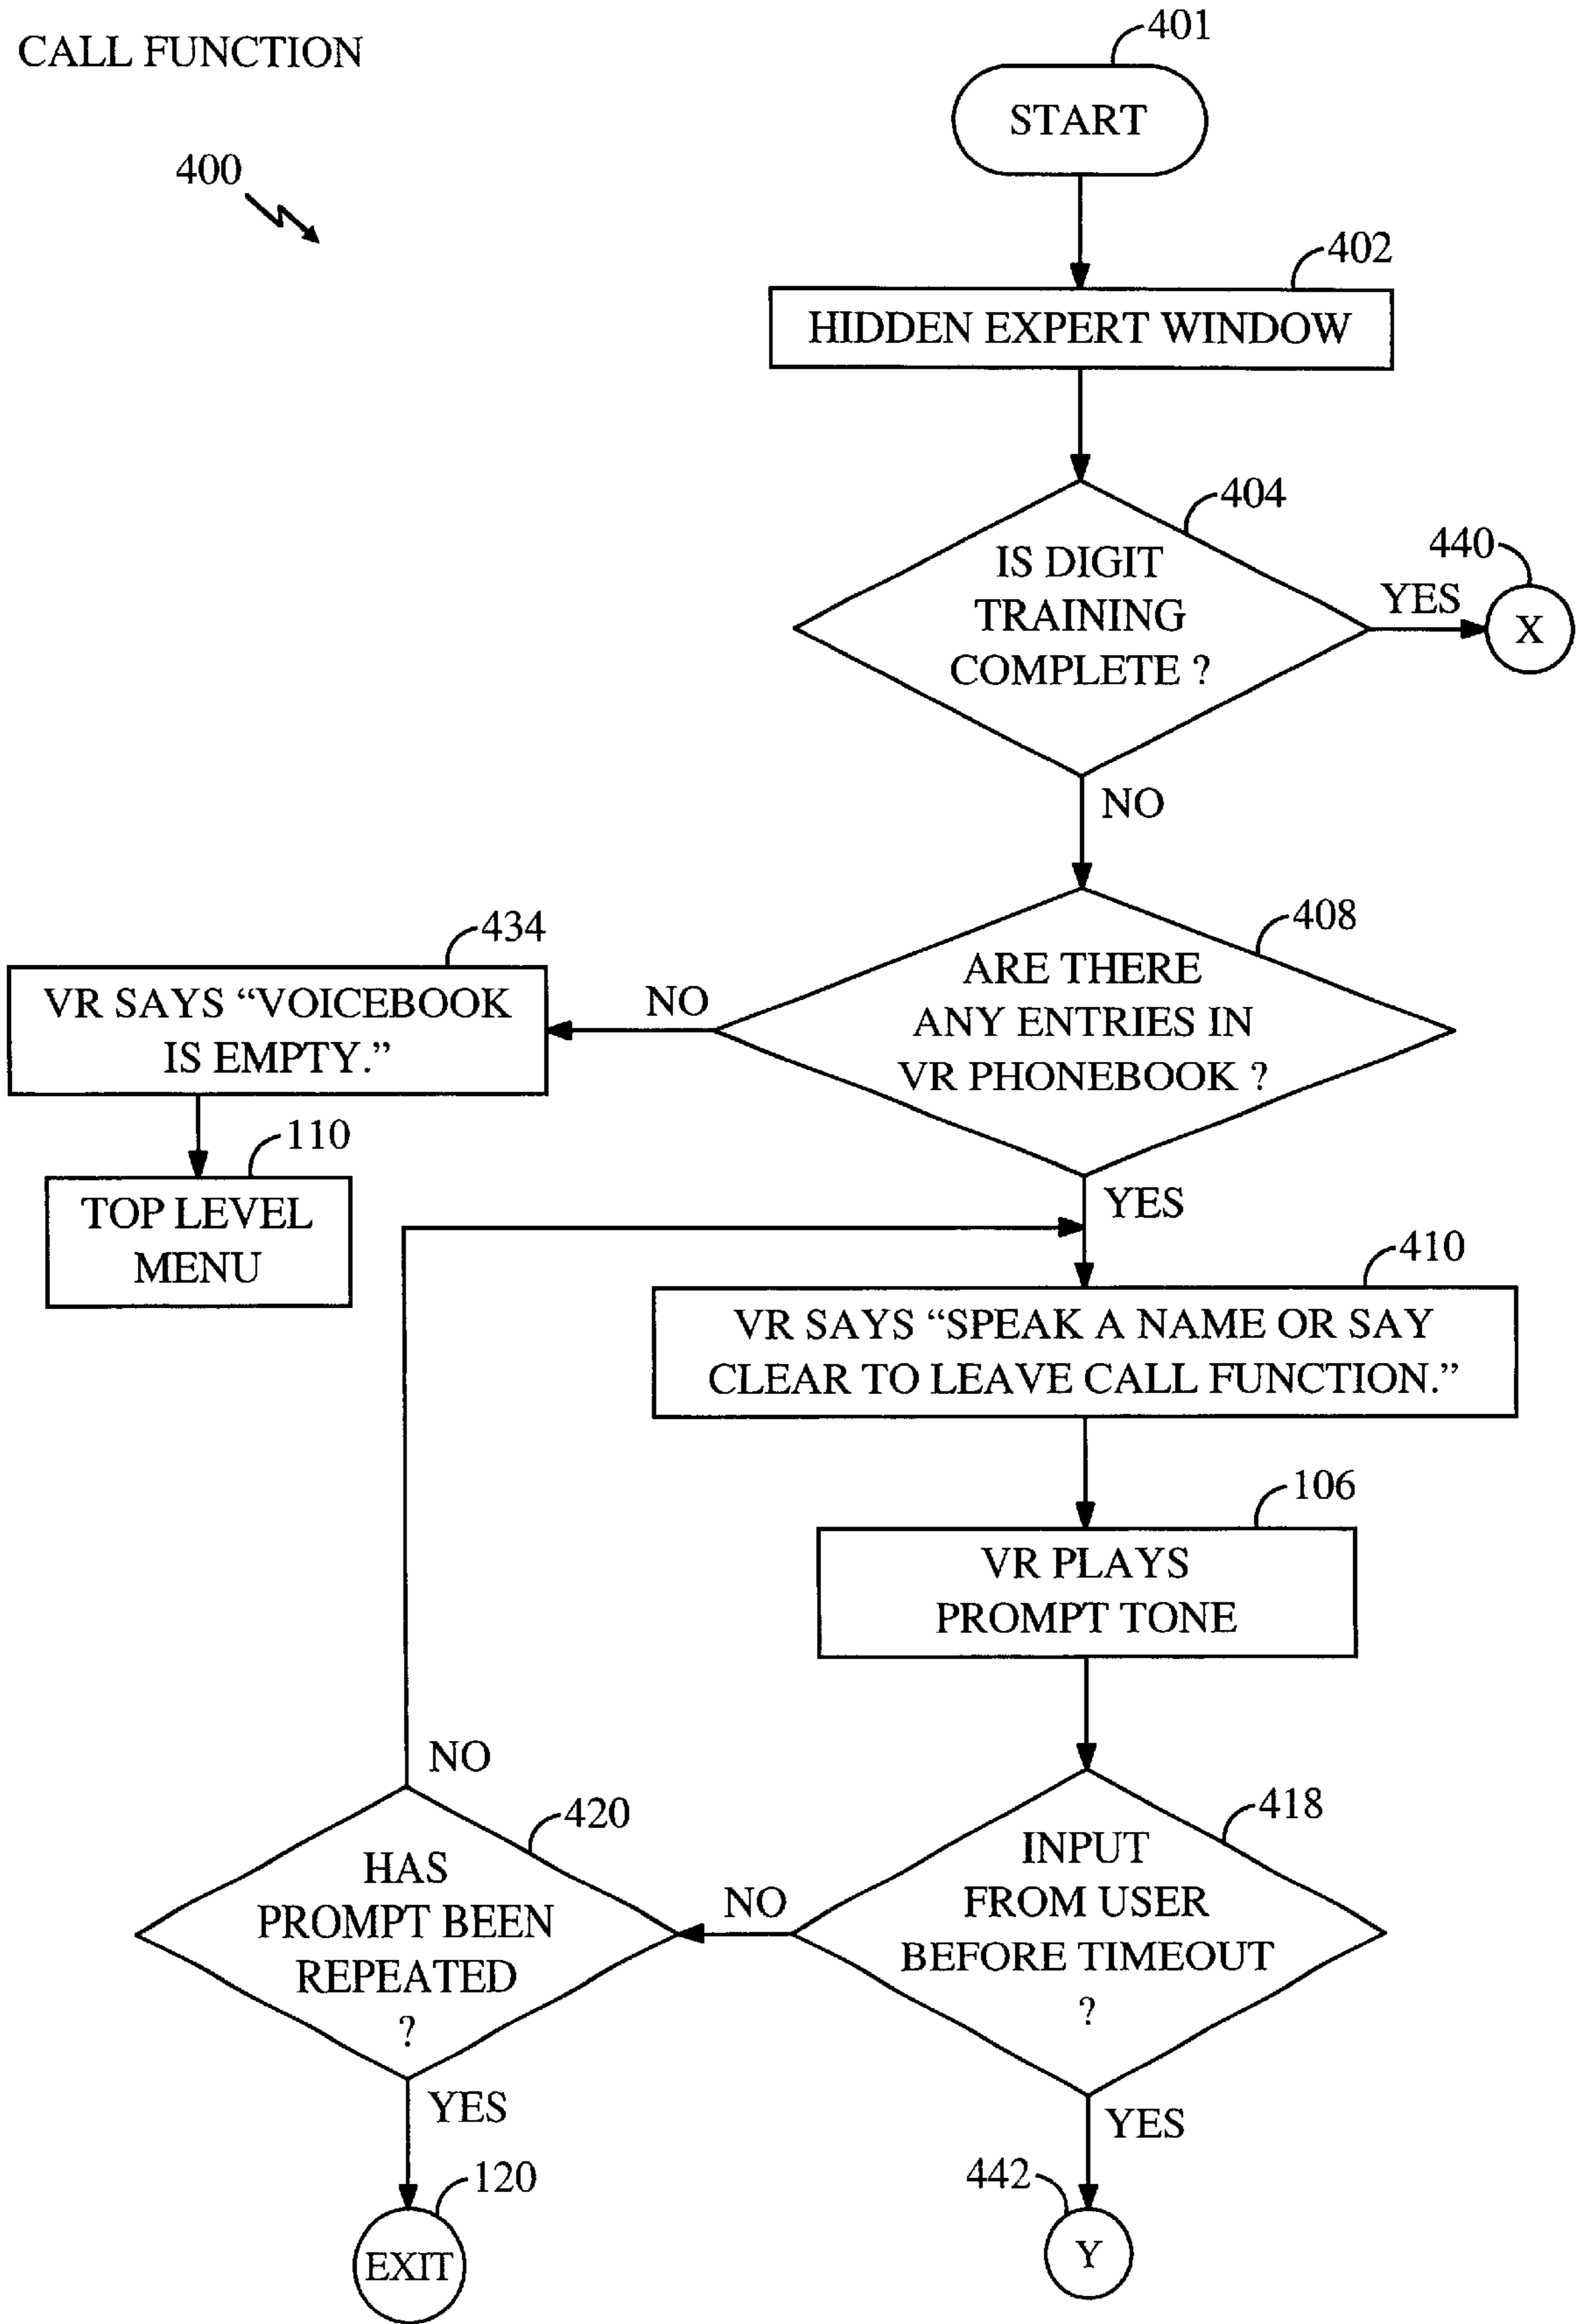 CALL FUNCTION
400
401
START
402
HIDDEN EXPERT WINDOW
404
IS DIGIT
TRAINING
COMPLETE ?
YES
440
X
NO
408
ARE THERE
ANY ENTRIES IN
VR PHONEBOOK ?
NO
434
VR SAYS “VOICEBOOK
IS EMPTY.”
110
TOP LEVEL
MENU
YES
410
VR SAYS “SPEAK A NAME OR SAY
CLEAR TO LEAVE CALL FUNCTION.”
106
VR PLAYS
PROMPT TONE
418
INPUT
FROM USER
BEFORE TIMEOUT
?
NO
420
HAS
PROMPT BEEN
REPEATED
?
NO
YES
120
EXIT
YES
442
Y